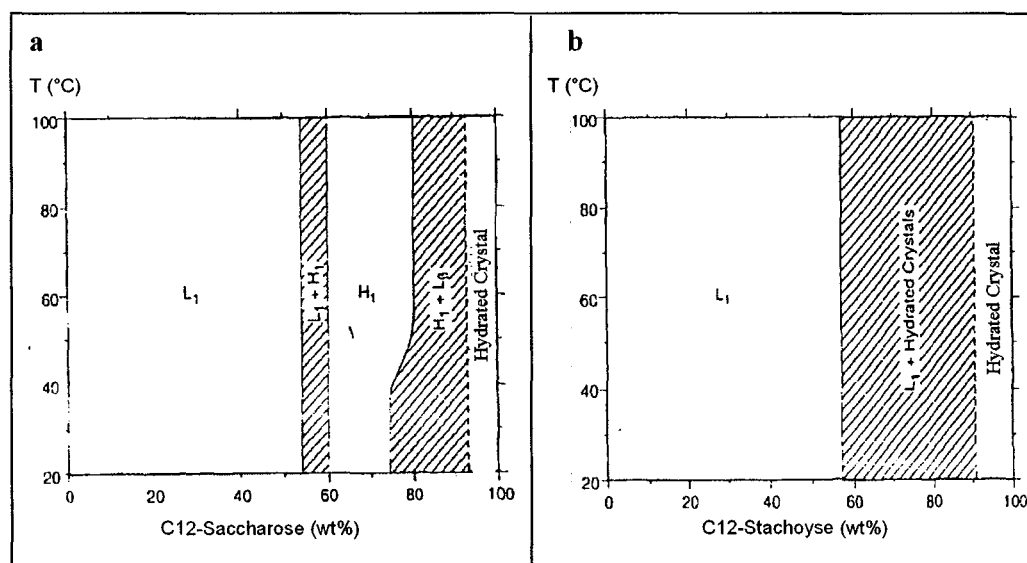 a
T (°C)
100
80
60
40
20
L1
L1 + H1
H1
H1 + Lβ
Hydrated Crystal
0 20 40 60 80 100
C12-Saccharose (wt%)
b
T (°C)
100
80
60
40
20
L1
L1 + Hydrated Crystals
Hydrated Crystal
0 20 40 60 80 100
C12-Stachoyse (wt%)